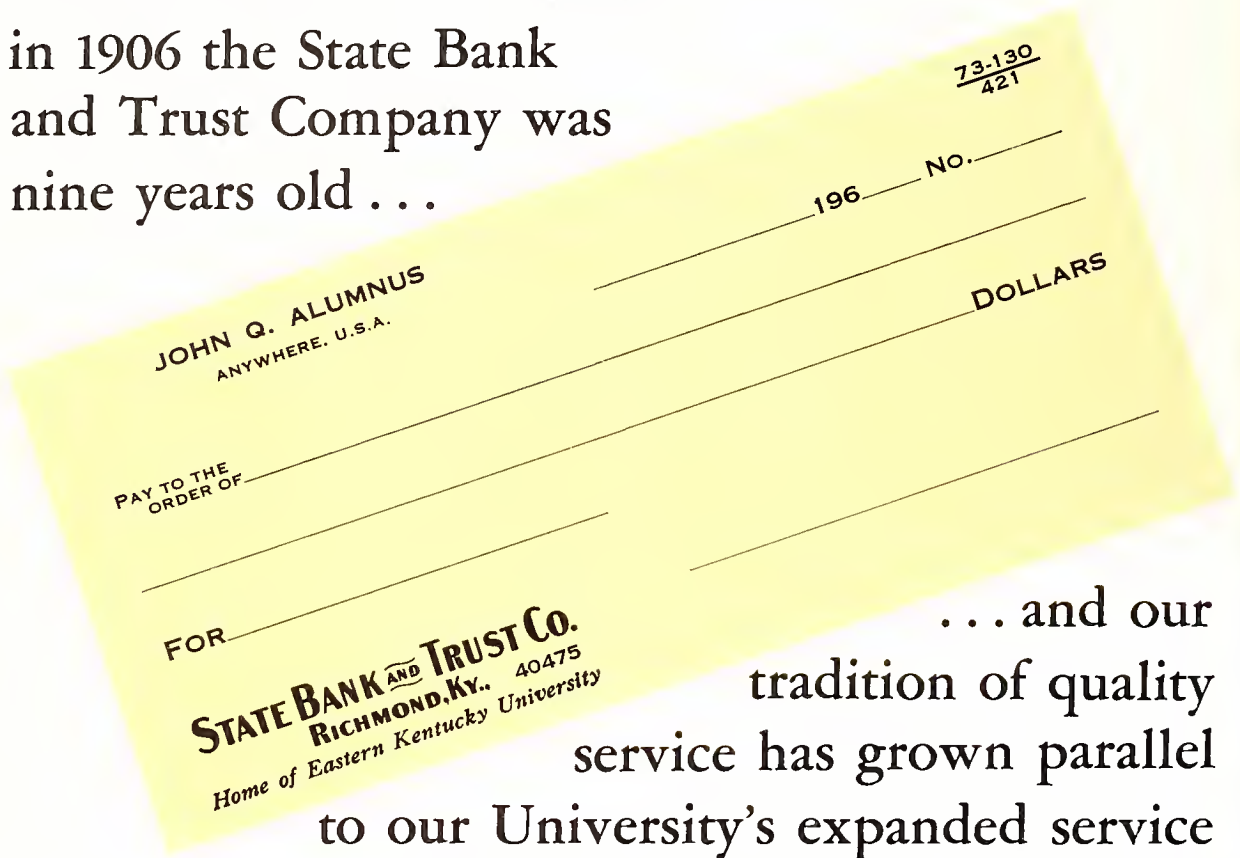 in 1906 the State Bank
and Trust Company was
nine years old . . .
73-130
421
196 No.
JOHN Q. ALUMNUS
ANYWHERE. U.S.A.
PAY TO THE
ORDER OF
DOLLARS
FOR
STATE BANK AND TRUST CO.
RICHMOND, KY., 40475
Home of Eastern Kentucky University
. . . and our
tradition of quality
service has grown parallel
to our University’s expanded service